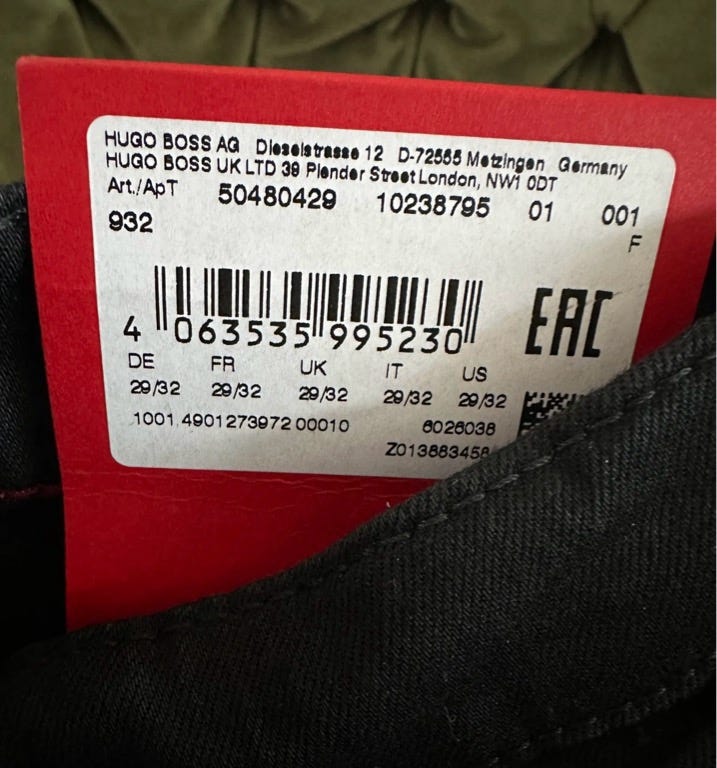 HUGO BOSS AG Dieselstrasse 12 D-72555 Metzingen Germany
HUGO BOSS UK LTD 39 Plender Street London, NW1 0DT
Art./АрТ 50480429 10238795 01 001
932 F
EAC
4 063535 995230
DE FR UK IT US
29/32 29/32 29/32 29/32 29/32
1001 4901273972 00010 6026038
Z013883458